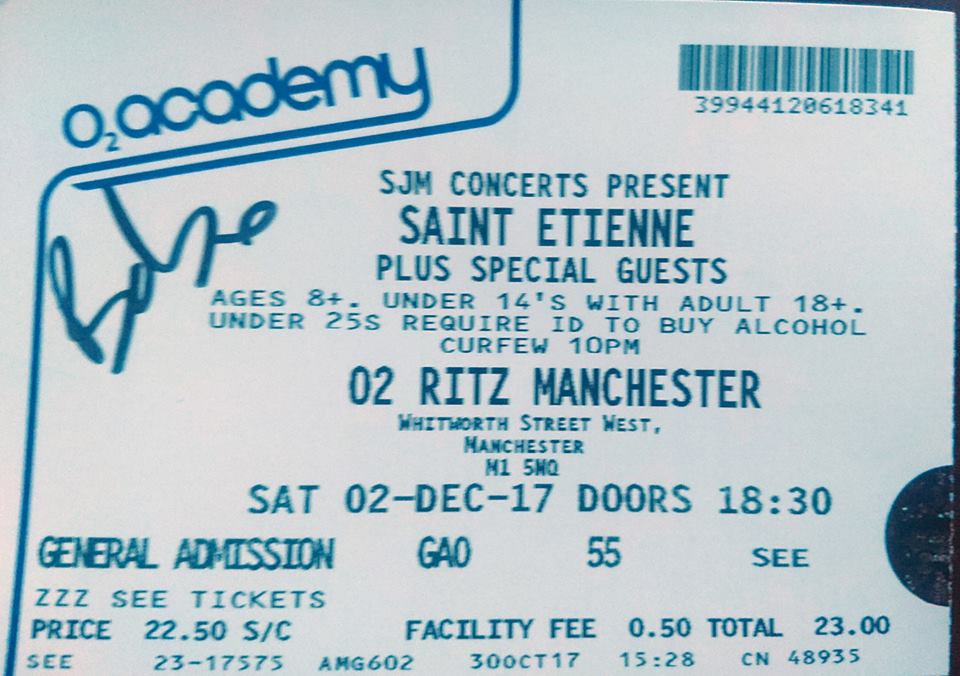 O2 academy
39944120618341
SJM CONCERTS PRESENT
SAINT ETIENNE
PLUS SPECIAL GUESTS
AGES 8+. UNDER 14'S WITH ADULT 18+.
UNDER 25S REQUIRE ID TO BUY ALCOHOL
CURFEW 10PM
O2 RITZ MANCHESTER
WHITWORTH STREET WEST,
MANCHESTER
M1 5NQ
SAT 02-DEC-17 DOORS 18:30
GENERAL ADMISSION GAO 55 SEE
ZZZ SEE TICKETS
PRICE 22.50 S/C FACILITY FEE 0.50 TOTAL 23.00
SEE 23-17575 AMG602 30OCT17 15:28 CN 48935